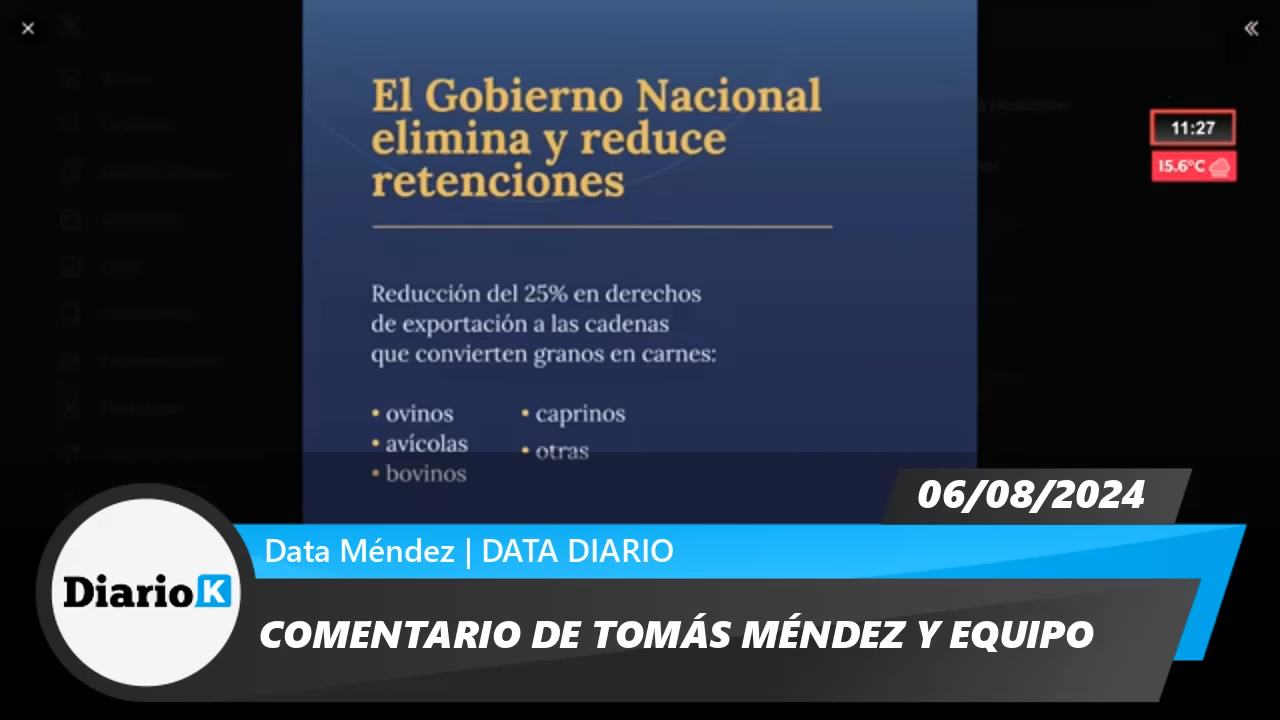 El Gobierno Nacional
elimina y reduce
retenciones
11:27
15.6°C
Reducción del 25% en derechos
de exportación a las cadenas
que convierten granos en carnes:
• ovinos
• avícolas
• bovinos
• caprinos
• otras
06/08/2024
Data Méndez | DATA DIARIO
DiarioK
COMENTARIO DE TOMÁS MÉNDEZ Y EQUIPO